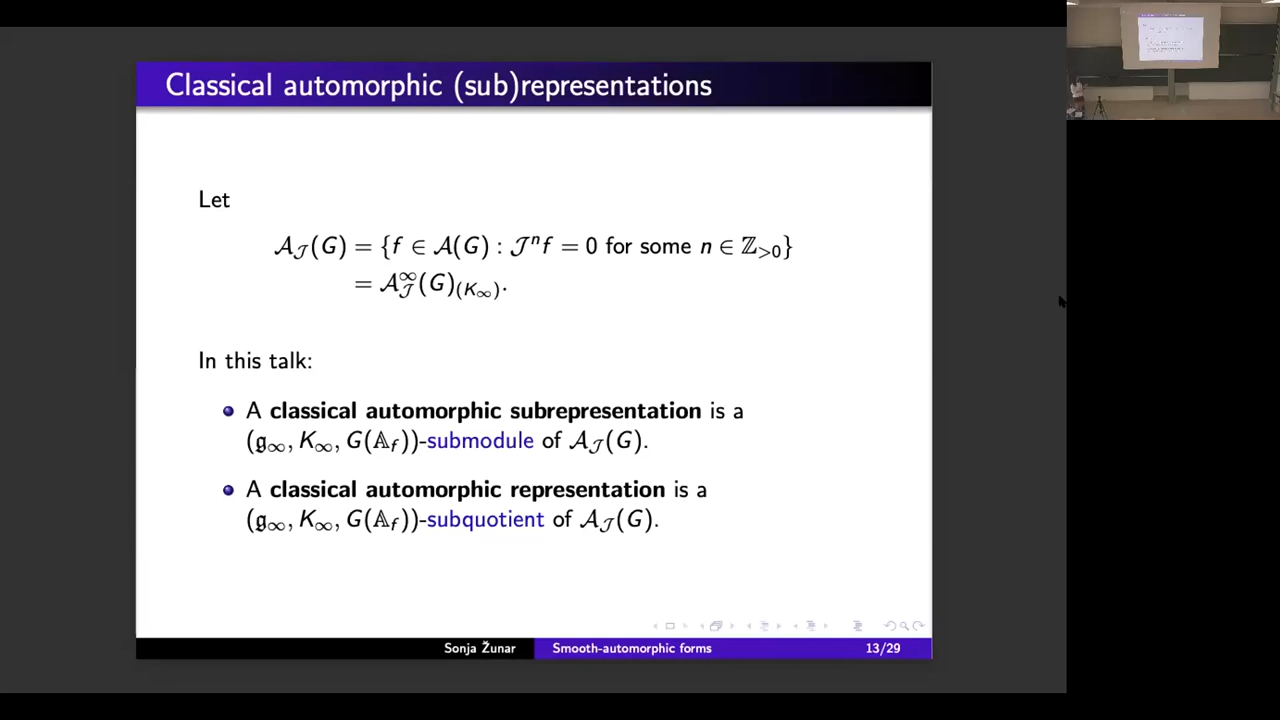 Classical automorphic (sub)representations
Let
𝒜_𝒥(G) = {f ∈ 𝒜(G) : 𝒥ⁿf = 0 for some n ∈ ℤ_{>0}}
= 𝒜^∞_𝒥(G)_{(K_∞)}.
In this talk:
A classical automorphic subrepresentation is a
(𝔤_∞, K_∞, G(𝔸_f))-submodule of 𝒜_𝒥(G).
A classical automorphic representation is a
(𝔤_∞, K_∞, G(𝔸_f))-subquotient of 𝒜_𝒥(G).
Sonja Žunar
Smooth-automorphic forms
13/29